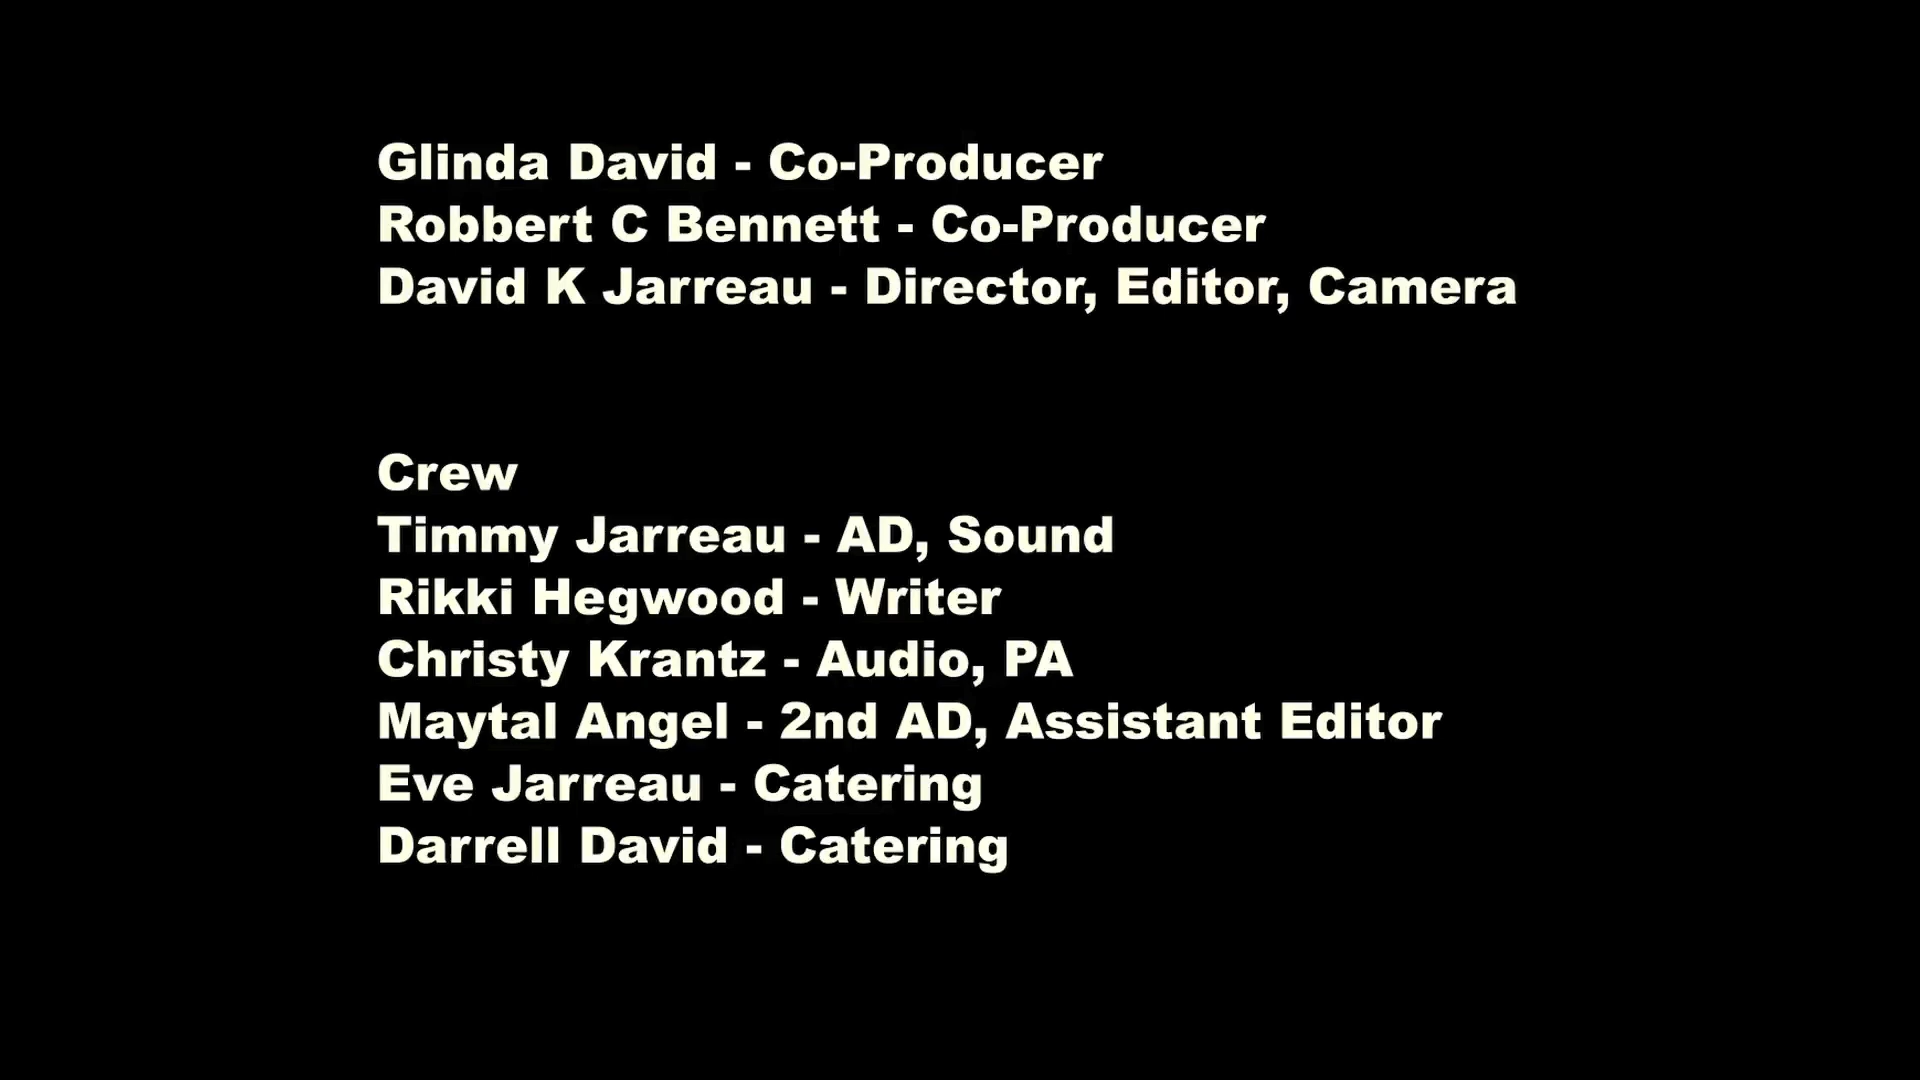 Glinda David - Co-Producer
Robbert C Bennett - Co-Producer
David K Jarreau - Director, Editor, Camera
Crew
Timmy Jarreau - AD, Sound
Rikki Hegwood - Writer
Christy Krantz - Audio, PA
Maytal Angel - 2nd AD, Assistant Editor
Eve Jarreau - Catering
Darrell David - Catering